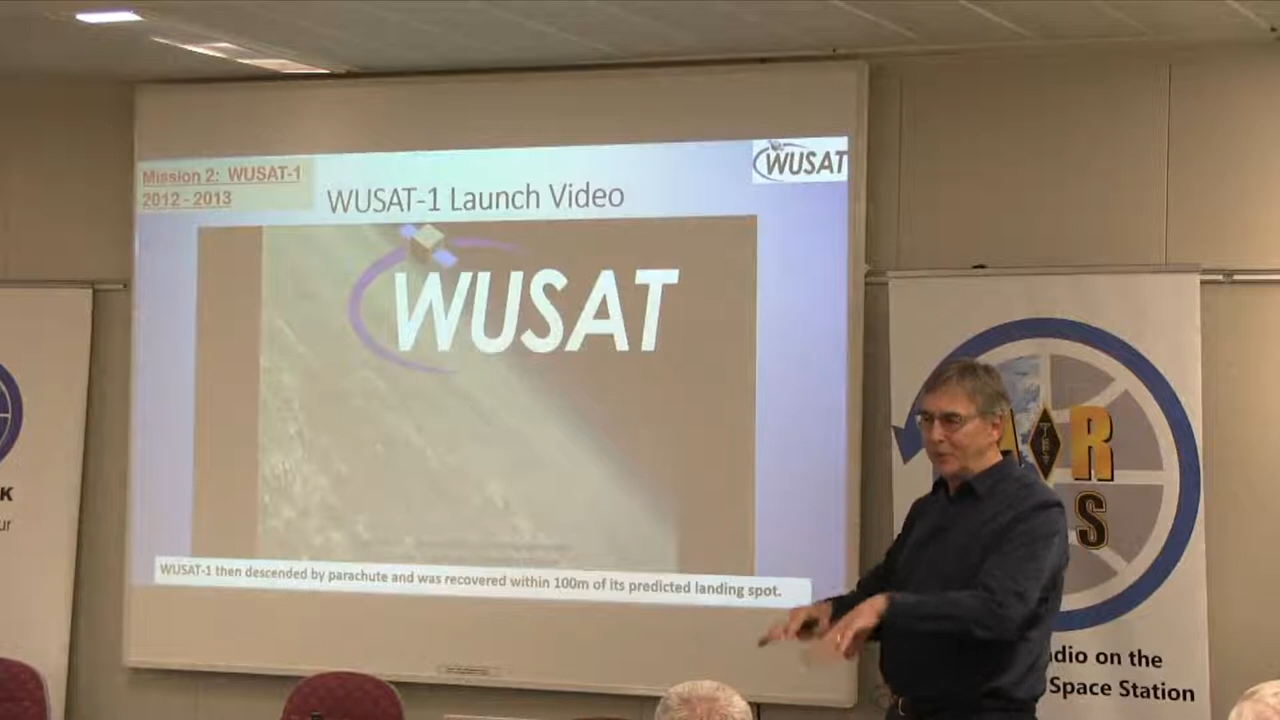 Mission 2: WUSAT-1
2012 - 2013
WUSAT-1 Launch Video
WUSAT
WUSAT
WUSAT-1 then descended by parachute and was recovered within 100m of its predicted landing spot.
K
ur
R
S
dio on the
Space Station